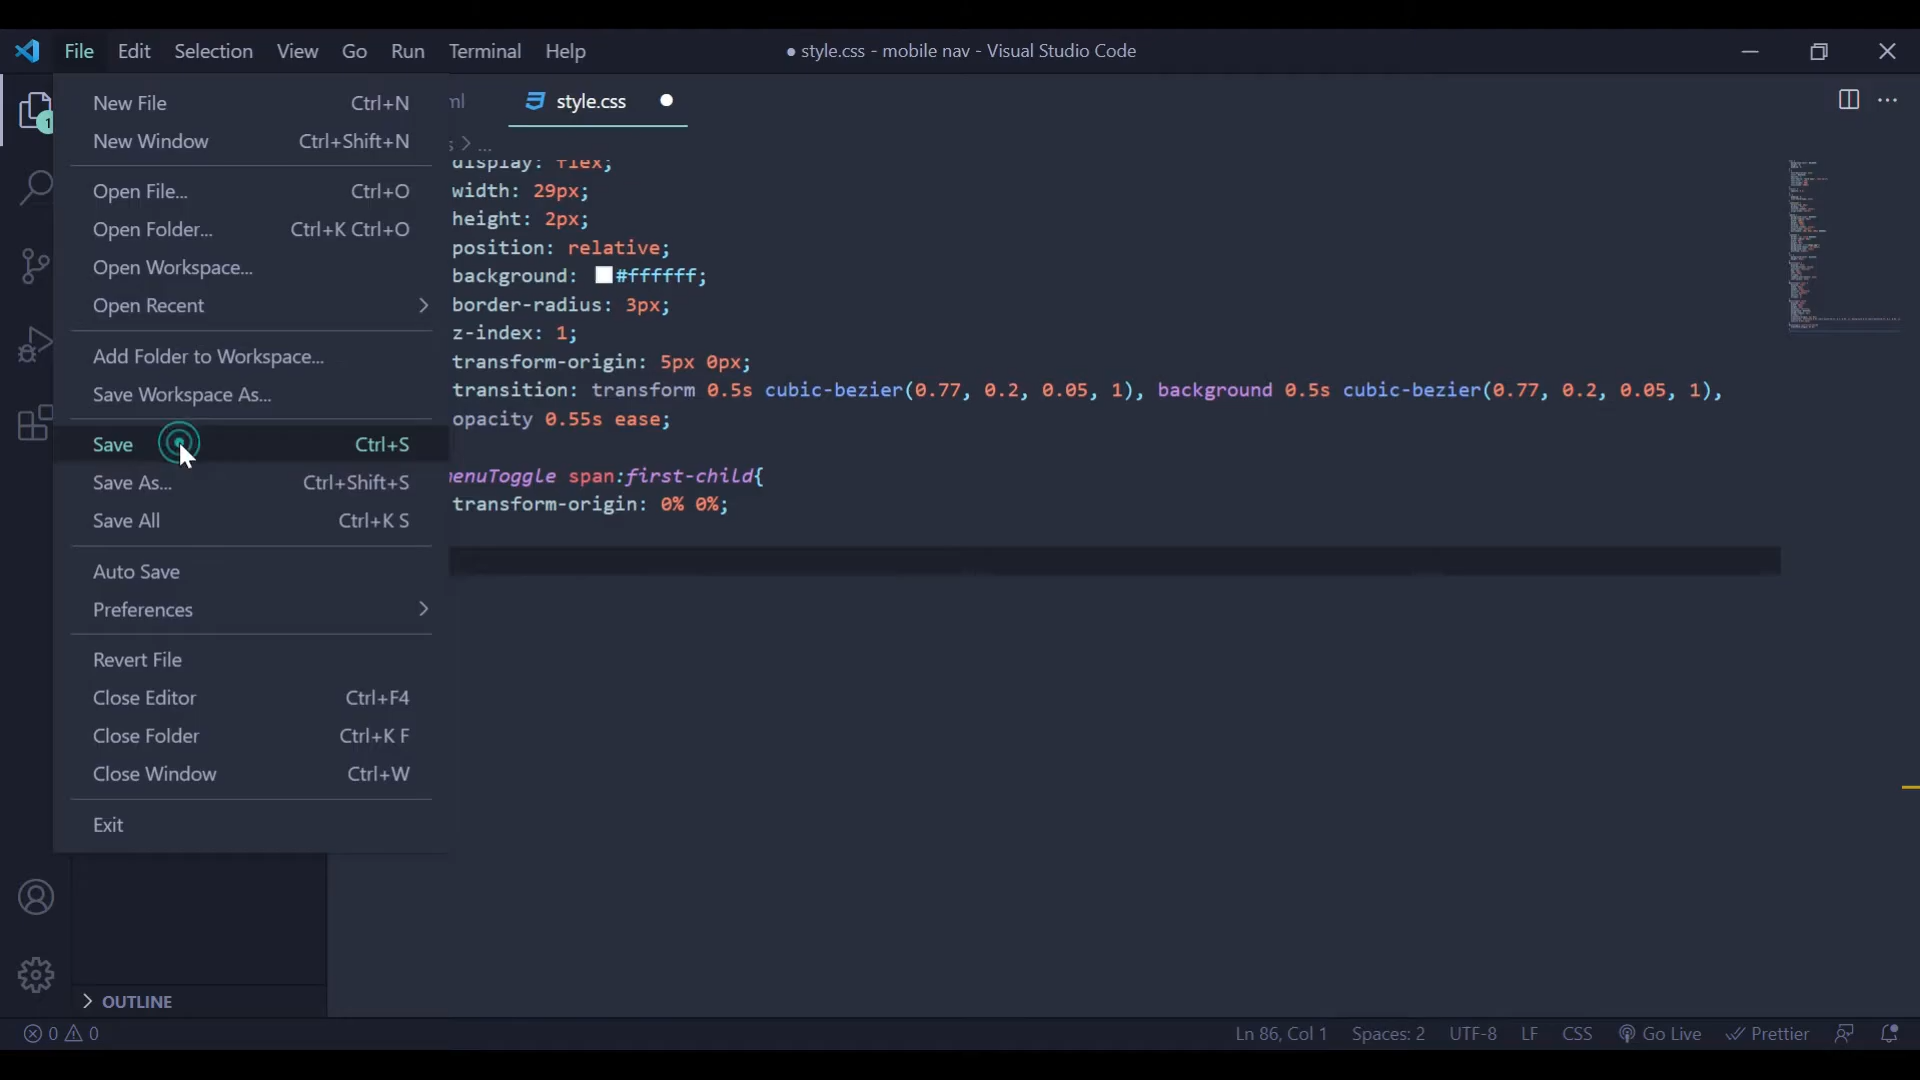 File Edit Selection View Go Run Terminal Help
● style.css - mobile nav - Visual Studio Code
1
New File Ctrl+N
New Window Ctrl+Shift+N
Open File... Ctrl+O
Open Folder... Ctrl+K Ctrl+O
Open Workspace...
Open Recent
Add Folder to Workspace...
Save Workspace As...
Save Ctrl+S
Save As... Ctrl+Shift+S
Save All Ctrl+K S
Auto Save
Preferences
Revert File
Close Editor Ctrl+F4
Close Folder Ctrl+K F
Close Window Ctrl+W
Exit
ml
style.css
s > ...
display: flex;
width: 29px;
height: 2px;
position: relative;
background: #ffffff;
border-radius: 3px;
z-index: 1;
transform-origin: 5px 0px;
transition: transform 0.5s cubic-bezier(0.77, 0.2, 0.05, 1), background 0.5s cubic-bezier(0.77, 0.2, 0.05, 1),
opacity 0.55s ease;
enuToggle span:first-child{
transform-origin: 0% 0%;
OUTLINE
0 0
Ln 86, Col 1 Spaces: 2 UTF-8 LF CSS Go Live Prettier